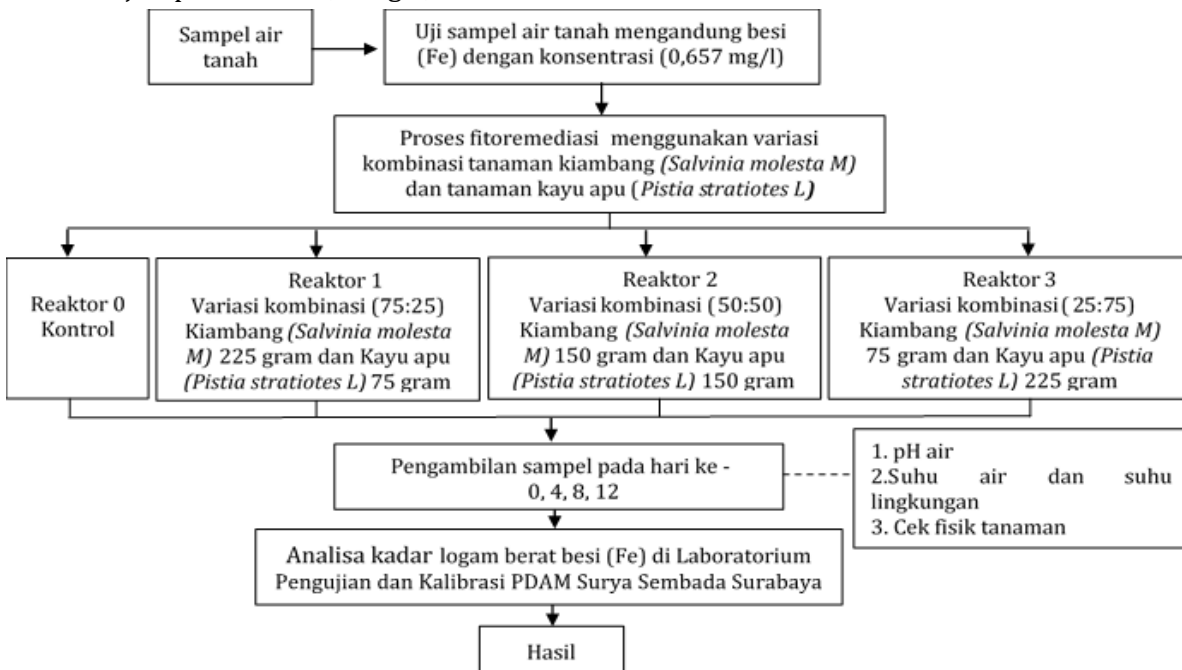 Sampel air
tanah
Uji sampel air tanah mengandung besi
(Fe) dengan konsentrasi (0,657 mg/l)
Proses fitoremediasi menggunakan variasi
kombinasi tanaman kiambang (Salvinia molesta M)
dan tanaman kayu apu (Pistia stratiotes L)
Reaktor 0
Kontrol
Reaktor 1
Variasi kombinasi (75:25)
Kiambang (Salvinia molesta
M) 225 gram dan Kayu apu
(Pistia stratiotes L) 75 gram
Reaktor 2
Variasi kombinasi (50:50)
Kiambang (Salvinia molesta
M) 150 gram dan Kayu apu
(Pistia stratiotes L) 150 gram
Reaktor 3
Variasi kombinasi (25:75)
Kiambang (Salvinia molesta M)
75 gram dan Kayu apu (Pistia
stratiotes L) 225 gram
Pengambilan sampel pada hari ke -
0, 4, 8, 12
1. pH air
2.Suhu air dan suhu
lingkungan
3. Cek fisik tanaman
Analisa kadar logam berat besi (Fe) di Laboratorium
Pengujian dan Kalibrasi PDAM Surya Sembada Surabaya
Hasil